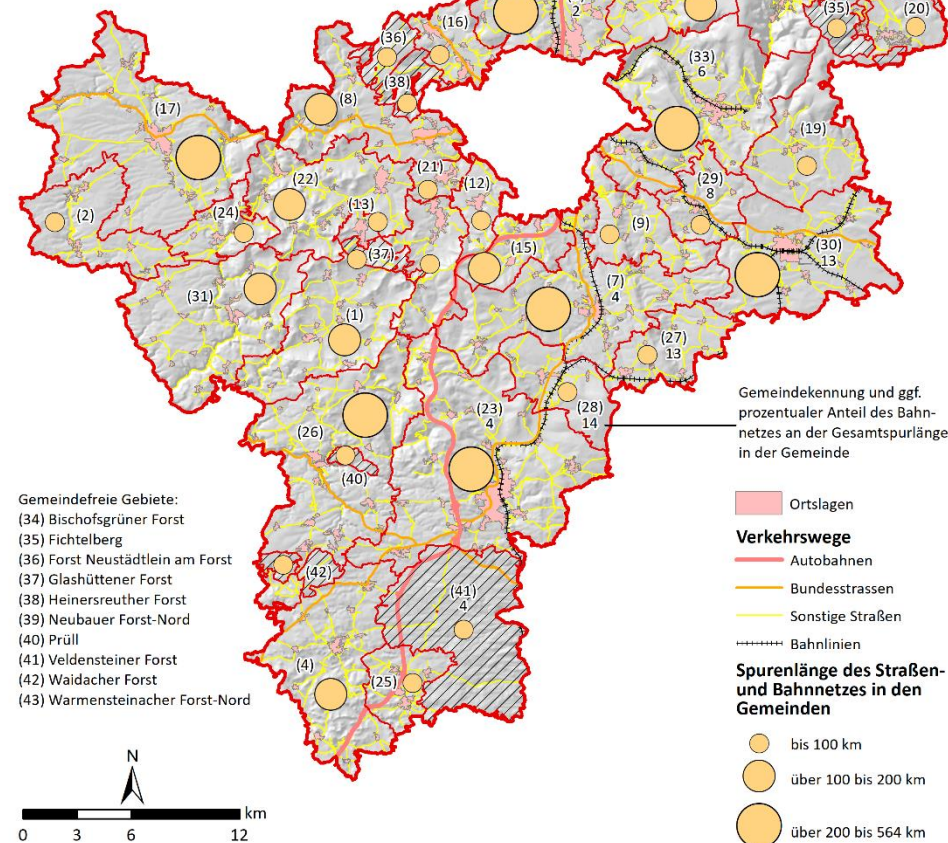 2
(16)
(35)
(20)
(36)
(33)
6
(38)
(8)
(17)
(19)
(21)
(29)
8
(22)
(12)
(13)
(2)
(24)
(9)
(15)
(37)
(30)
13
(7)
4
(31)
(1)
(27)
13
(23)
4
(28)
14
(26)
(40)
(42)
(41)
4
(4)
(25)
Gemeindekennung und ggf.
prozentualer Anteil des Bahn-
netzes an der Gesamtspurlänge
in der Gemeinde
Ortslagen
Verkehrswege
Autobahnen
Bundesstrassen
Sonstige Straßen
Bahnlinien
Spurenlänge des Straßen-
und Bahnnetzes in den
Gemeinden
bis 100 km
über 100 bis 200 km
über 200 bis 564 km
Gemeindefreie Gebiete:
(34) Bischofsgrüner Forst
(35) Fichtelberg
(36) Forst Neustädtlein am Forst
(37) Glashüttener Forst
(38) Heinersreuther Forst
(39) Neubauer Forst-Nord
(40) Prüll
(41) Veldensteiner Forst
(42) Waidacher Forst
(43) Warmensteinacher Forst-Nord
N
km
0 3 6 12